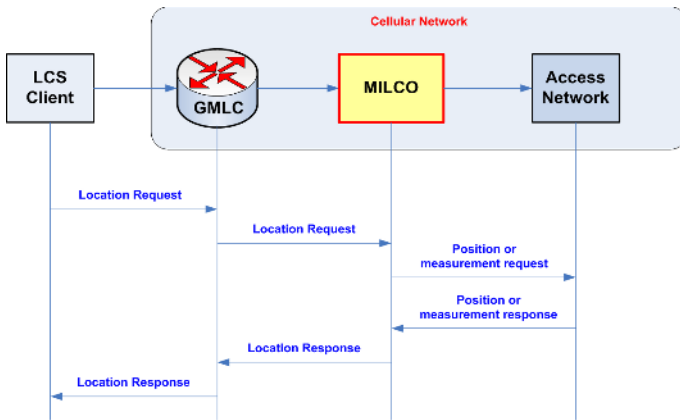 Cellular Network
LCS
Client
GMLC
MILCO
Access
Network
Location Request
Location Request
Position or
measurement request
Position or
measurement response
Location Response
Location Response